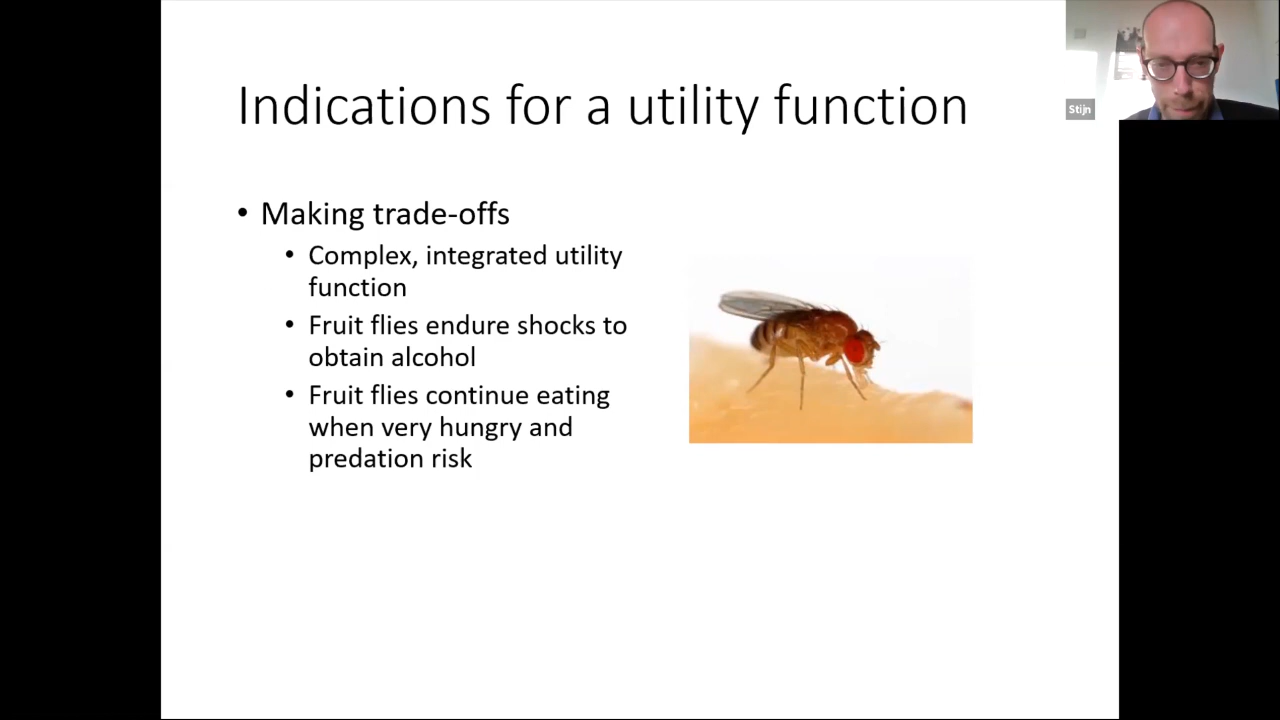 Indications for a utility function
Stijn
• Making trade-offs
• Complex, integrated utility
function
• Fruit flies endure shocks to
obtain alcohol
• Fruit flies continue eating
when very hungry and
predation risk